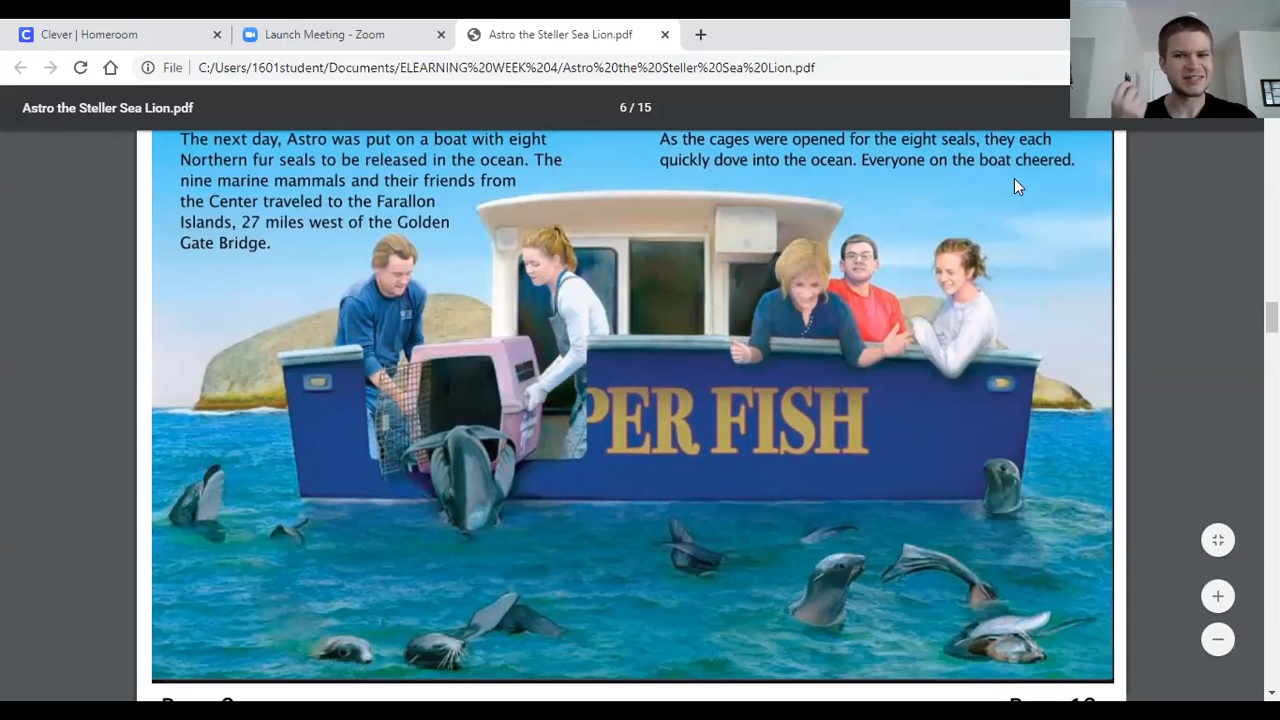 Clever | Homeroom
Launch Meeting - Zoom
Astro the Steller Sea Lion.pdf
File
C:/Users/1601student/Documents/ELEARNING%20WEEK%204/Astro%20the%20Steller%20Sea%20Lion.pdf
Astro the Steller Sea Lion.pdf
6 / 15
The next day, Astro was put on a boat with eight
Northern fur seals to be released in the ocean. The
nine marine mammals and their friends from
the Center traveled to the Farallon
Islands, 27 miles west of the Golden
Gate Bridge.
As the cages were opened for the eight seals, they each
quickly dove into the ocean. Everyone on the boat cheered.
PER FISH